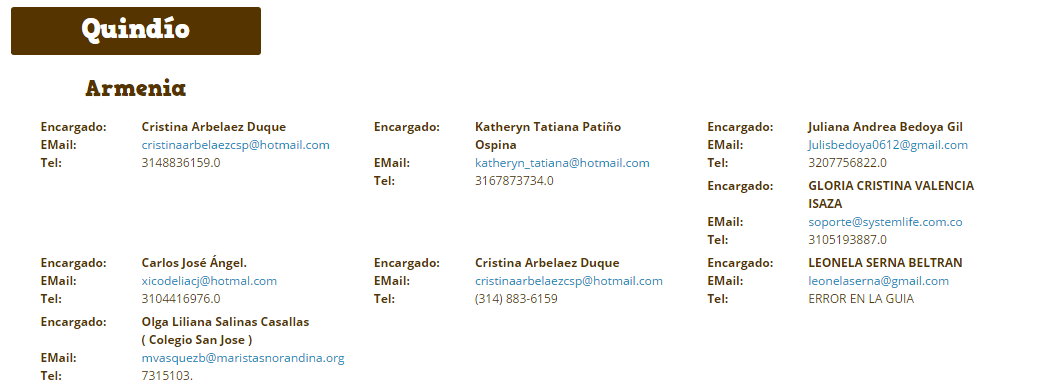 Quindío
Armenia
Encargado: Cristina Arbelaez Duque
EMail: cristinaarbelaezcsp@hotmail.com
Tel: 3148836159.0
Encargado: Katheryn Tatiana Patiño
Ospina
EMail: katheryn_tatiana@hotmail.com
Tel: 3167873734.0
Encargado: Juliana Andrea Bedoya Gil
EMail: Julisbedoya0612@gmail.com
Tel: 3207756822.0
Encargado: GLORIA CRISTINA VALENCIA
ISAZA
EMail: soporte@systemlife.com.co
Tel: 3105193887.0
Encargado: Carlos José Ángel.
EMail: xicodeliacj@hotmal.com
Tel: 3104416976.0
Encargado: Cristina Arbelaez Duque
EMail: cristinaarbelaezcsp@hotmail.com
Tel: (314) 883-6159
Encargado: LEONELA SERNA BELTRAN
EMail: leonelaserna@gmail.com
Tel: ERROR EN LA GUIA
Encargado: Olga Liliana Salinas Casallas
( Colegio San Jose )
EMail: mvasquezb@maristasnorandina.org
Tel: 7315103.